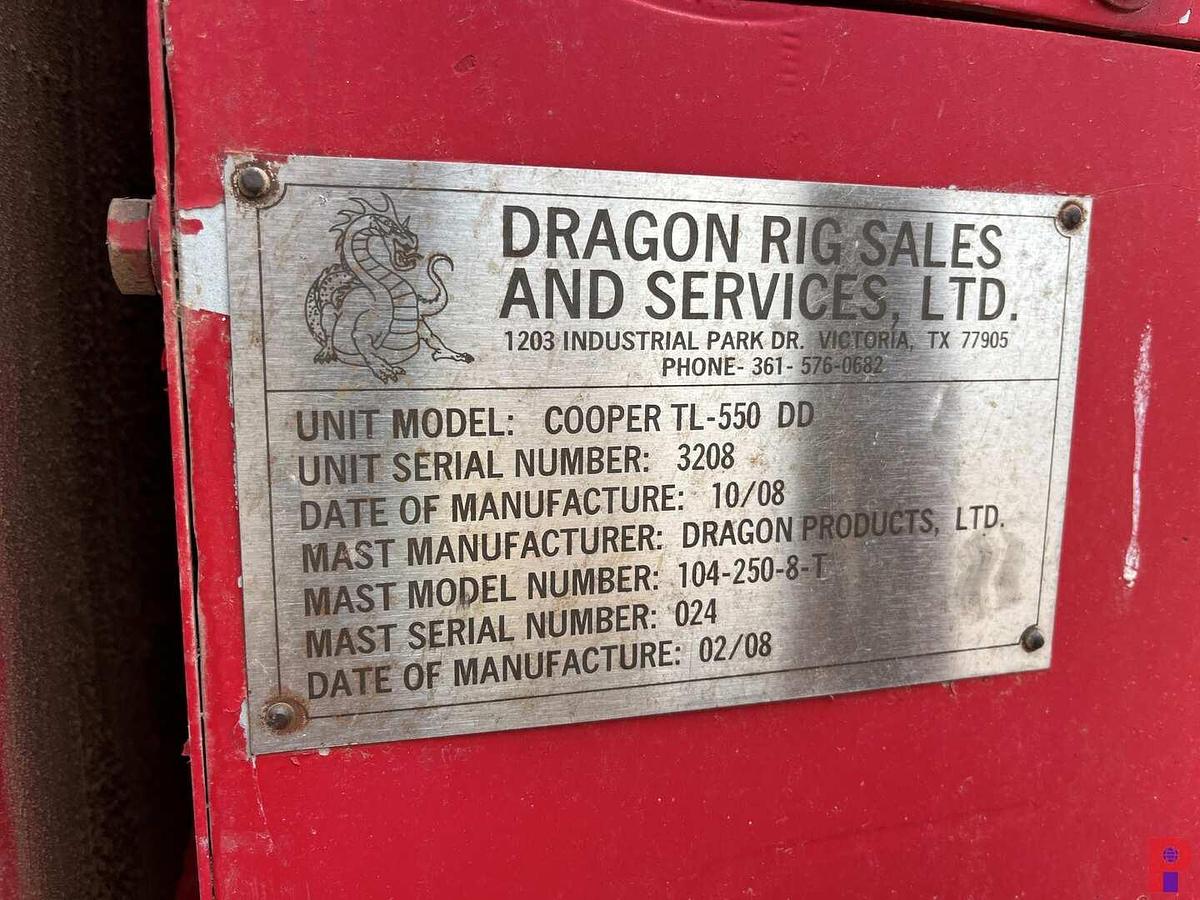 DRAGON RIG SALES
AND SERVICES, LTD.
1203 INDUSTRIAL PARK DR. VICTORIA, TX 77905
PHONE- 361- 576-0682
UNIT MODEL: COOPER TL-550 DD
UNIT SERIAL NUMBER: 3208
DATE OF MANUFACTURE: 10/08
MAST MANUFACTURER: DRAGON PRODUCTS, LTD.
MAST MODEL NUMBER: 104-250-8-T
MAST SERIAL NUMBER: 024
DATE OF MANUFACTURE: 02/08